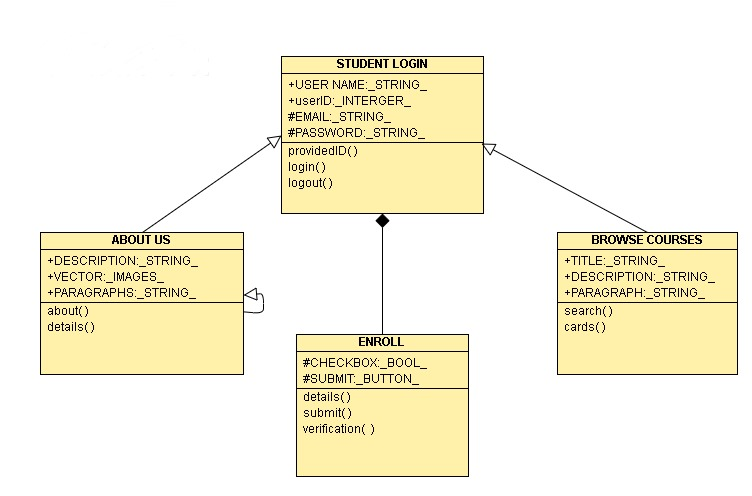 STUDENT LOGIN
+USER NAME:_STRING_
+userID:_INTERGER_
#EMAIL:_STRING_
#PASSWORD:_STRING_
providedID()
login()
logout()
ABOUT US
+DESCRIPTION:_STRING_
+VECTOR:_IMAGES_
+PARAGRAPHS:_STRING_
about()
details()
BROWSE COURSES
+TITLE:_STRING_
+DESCRIPTION:_STRING_
+PARAGRAPH:_STRING_
search()
cards()
ENROLL
#CHECKBOX:_BOOL_
#SUBMIT:_BUTTON_
details()
submit()
verification( )